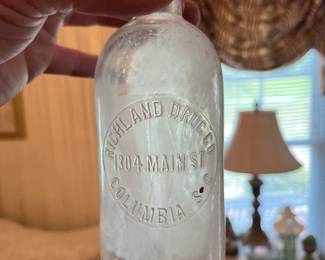 RICHLAND DRUG CO
1304 MAIN ST
COLUMBIA S.C.